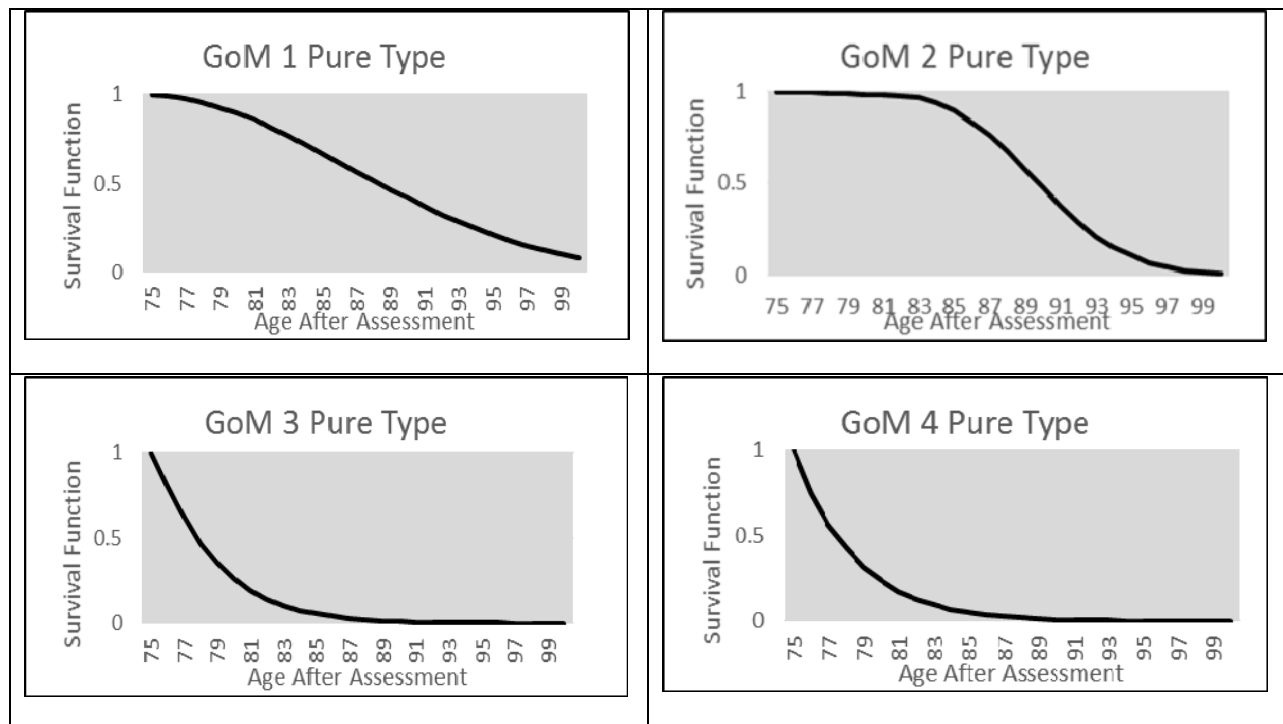 GoM 1 Pure Type
Survival Function
1
0.5
0
75 77 79 81 83 85 87 89 91 93 95 97 99
Age After Assessment
GoM 2 Pure Type
Survival Function
1
0.5
0
75 77 79 81 83 85 87 89 91 93 95 97 99
Age After Assessment
GoM 3 Pure Type
Survival Function
1
0.5
0
75 77 79 81 83 85 87 89 91 93 95 97 99
Age After Assessment
GoM 4 Pure Type
Survival Function
1
0.5
0
75 77 79 81 83 85 87 89 91 93 95 97 99
Age After Assessment